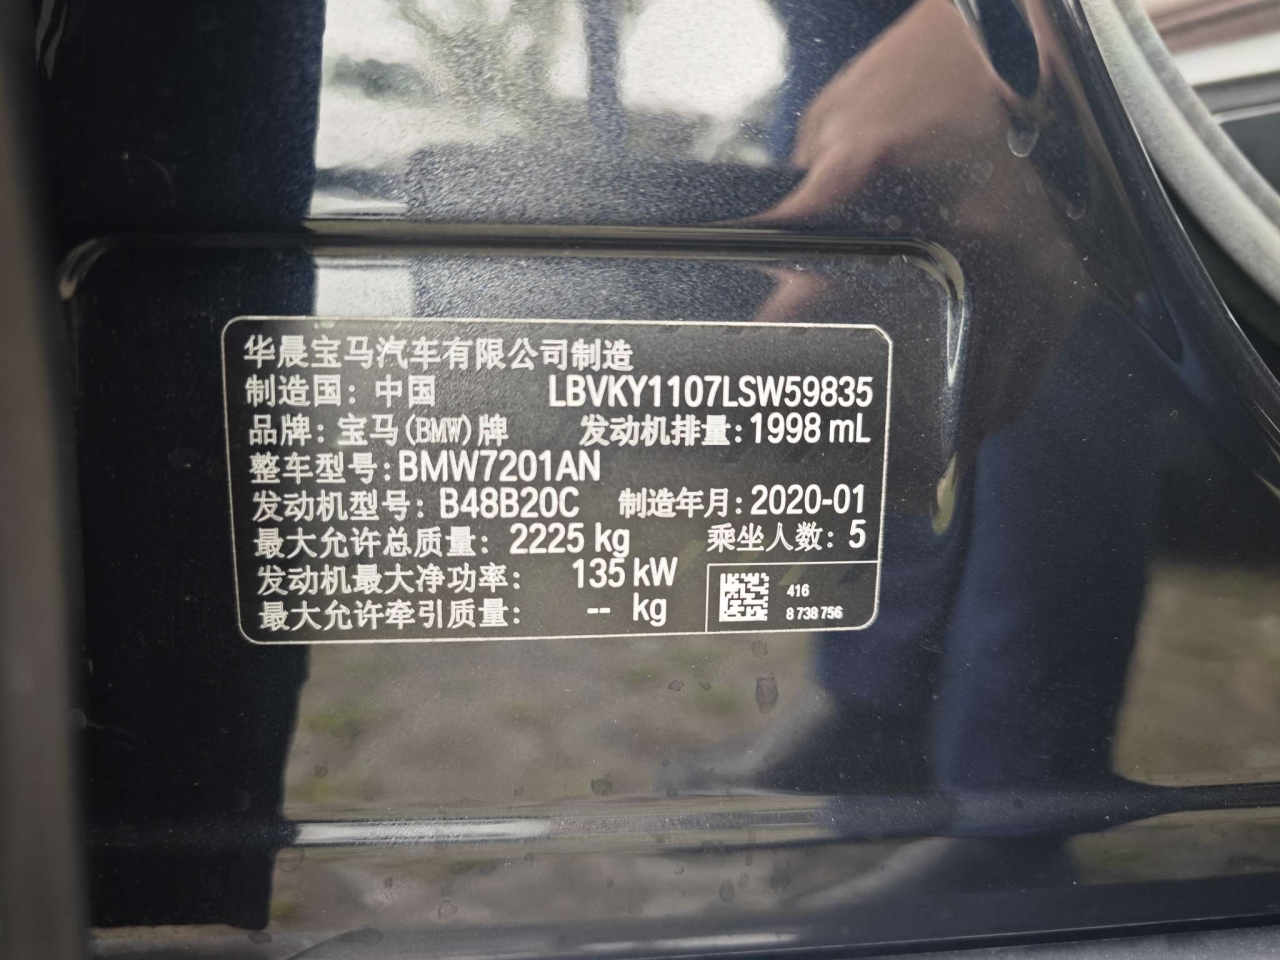 华晨宝马汽车有限公司制造
制造国：中国 LBVKY1107LSW59835
品牌：宝马(BMW)牌 发动机排量：1998 mL
整车型号：BMW7201AN
发动机型号：B48B20C 制造年月：2020-01
最大允许总质量：2225 kg 乘坐人数：5
发动机最大净功率：135 kW
最大允许牵引质量：-- kg
416
8 738 756